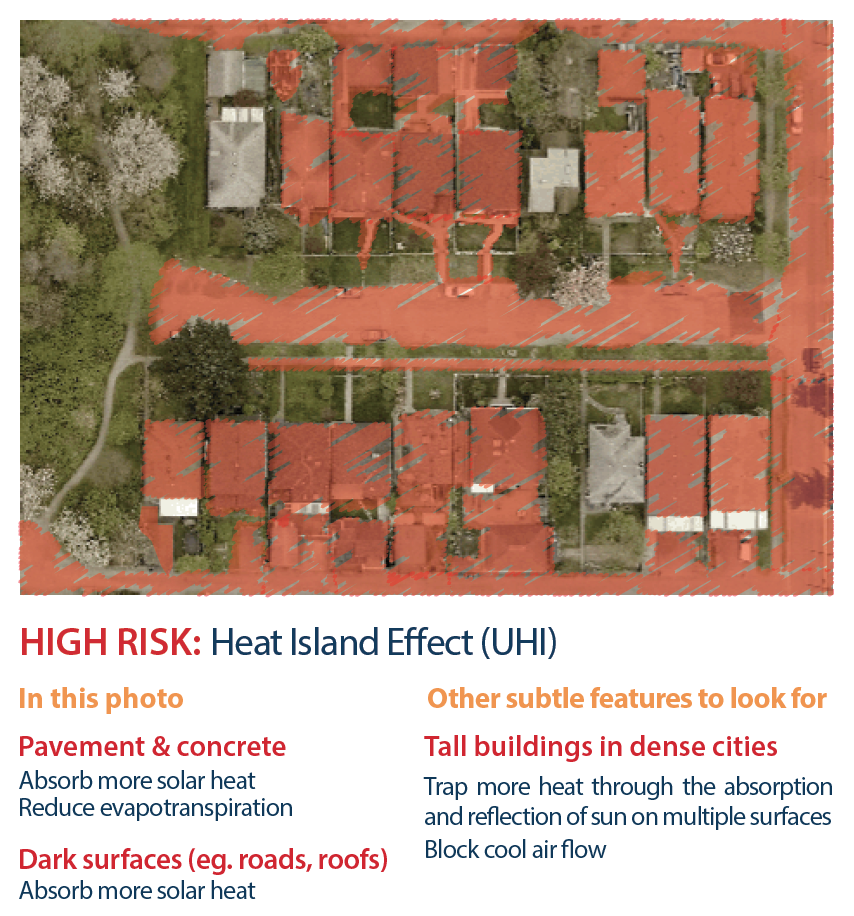 HIGH RISK: Heat Island Effect (UHI)
In this photo
Pavement & concrete
Absorb more solar heat
Reduce evapotranspiration
Dark surfaces (eg. roads, roofs)
Absorb more solar heat
Other subtle features to look for
Tall buildings in dense cities
Trap more heat through the absorption
and reflection of sun on multiple surfaces
Block cool air flow